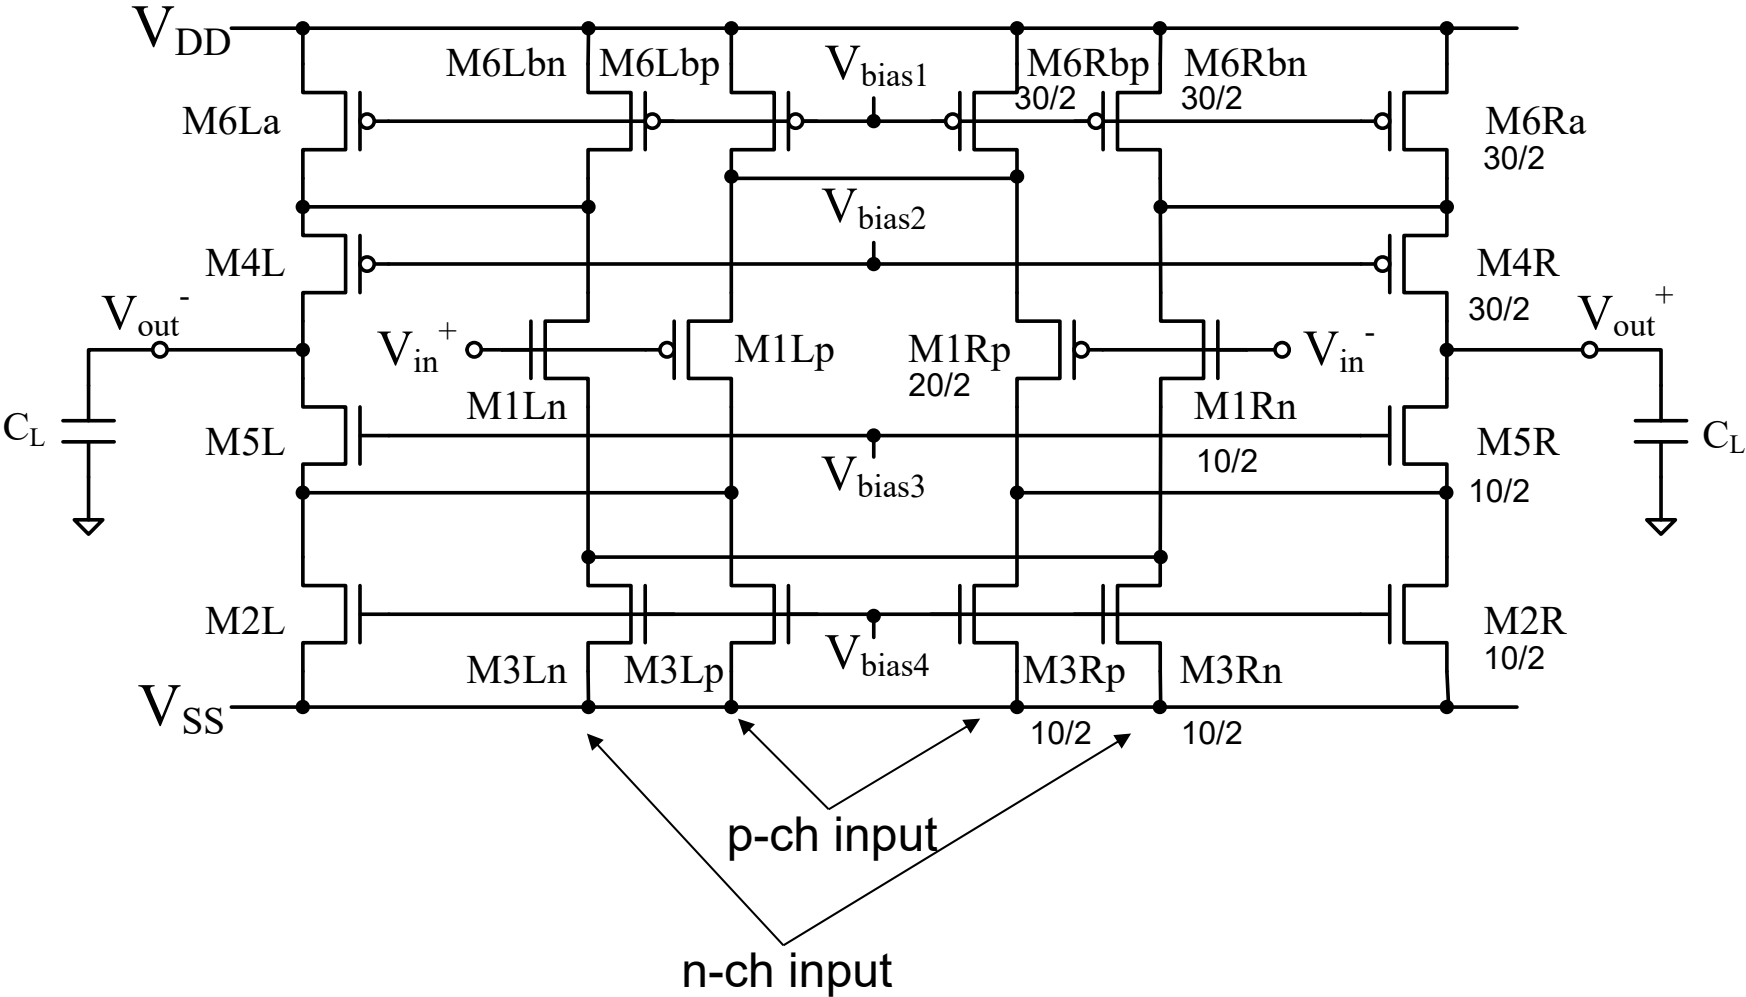 VDD
M6Lbn
M6Lbp
Vbias1
M6Rbp
30/2
M6Rbn
30/2
M6La
M6Ra
30/2
Vbias2
M4L
M4R
30/2
Vout-
Vin+
M1Lp
M1Rp
20/2
Vin-
Vout+
M1Ln
M1Rn
10/2
CL
M5L
Vbias3
M5R
10/2
CL
M2L
M3Ln
M3Lp
Vbias4
M3Rp
M3Rn
M2R
10/2
VSS
10/2
10/2
p-ch input
n-ch input